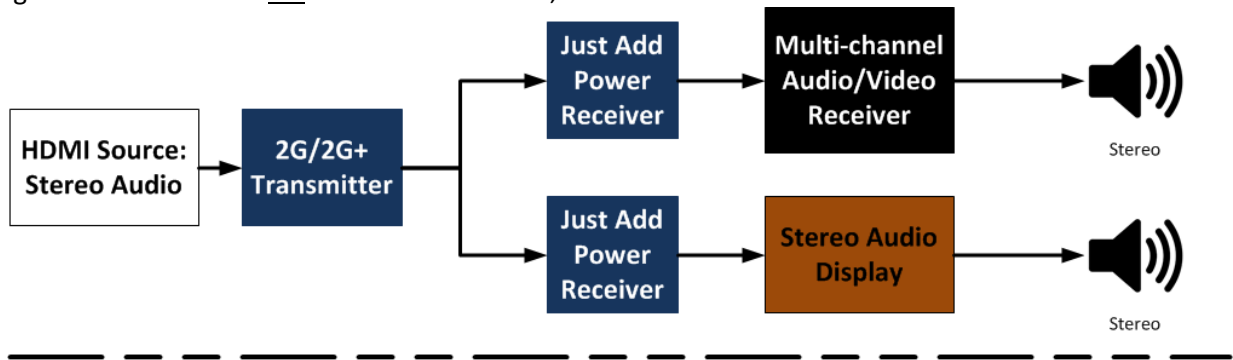 Just Add
Power
Receiver
Multi-channel
Audio/Video
Receiver
Stereo
HDMI Source:
Stereo Audio
2G/2G+
Transmitter
Just Add
Power
Receiver
Stereo Audio
Display
Stereo